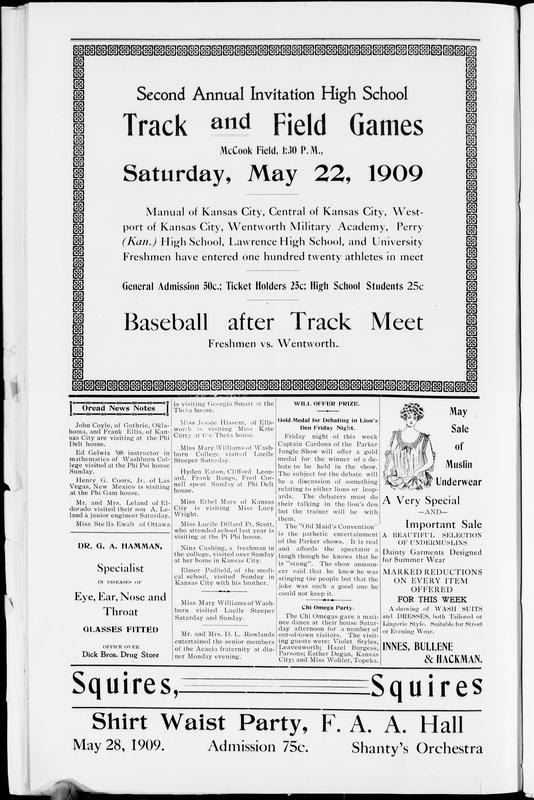 Second Annual Invitation High School
Track and Field Games
McCook Field, 1:30 P. M.,
Saturday, May 22, 1909
Manual of Kansas City, Central of Kansas City, West-
port of Kansas City, Wentworth Military Academy, Perry
(Kan.) High School, Lawrence High School, and University
Freshmen have entered one hundred twenty athletes in meet
General Admission 50c.; Ticket Holders 25c; High School Students 25c
Baseball after Track Meet
Freshmen vs. Wentworth.
Oread News Notes
John Coyle, of Guthrie, Okla-
homa, and Frank Ellis, of Kan-
sas City are visiting at the Phi
Delt house.
Ed Gelwix '08 instructor in
mathematics of Washburn Col-
lege visited at the Phi Psi house
Sunday.
Henry G. Coors, Jr. of Las
Vegas, New Mexico is visiting
at the Phi Gam house.
Mr. and Mrs. Leland of El-
dorado visited their son A. Le-
land a junior engineer Saturday.
Miss Stella Ewalt of Ottawa
DR. G. A. HAMMAN,
Specialist
IN DISEASES OF
Eye, Ear, Nose and
Throat
GLASSES FITTED
OFFICE OVER
Dick Bros. Drug Store
is visiting Georgia Smart at the
Theta house.
Miss Jessie Hissem, of Ells-
worth is visiting Miss Kate
Curry at the Theta house.
Miss Mary Williams of Wash-
burn College visited Lucile
Steeper Saturday.
Hyden Eaton, Clifford Leon-
ard, Frank Bangs, Fred Cor-
nell spent Sunday at Phi Delt
house.
Miss Ethel Mars of Kansas
City is visiting Miss Lucy
Wright.
Miss Lucile Dillard Ft. Scott,
who attended school last year is
visiting at the Pi Phi house.
Nina Cushing, a freshman in
the college, visited over Sunday
at her home in Kansas City.
Elmer Palfield, of the medi-
cal school, visited Sunday in
Kansas City with his brother.
Miss Mary Williams of Wash-
burn visited Lucile Steeper
Saturday and Sunday.
Mr. and Mrs. D. L. Rowlands
entertained the senior members
of the Acacia fraternity at din-
ner Monday evening.
WILL OFFER PRIZE.
Gold Medal for Debating in Lion's
Den Friday Night.
Friday night of this week
Captain Cardona of the Parker
Jungle Show will offer a gold
medal for the winner of a de-
bate to be held in the show.
The subject for the debate will
be a discussion of something
relating to either lions or leop-
ards. The debaters must do
their talking in the lion's den
but the trainer will be with
them.
The "Old Maid's Convention"
is the pathetic entertainment
of the Parker shows. It is real
and affords the spectator a
laugh though he knows that he
is "stung". The show announ-
cer said that he knew he was
stinging the people but that the
joke was such a good one he
could not keep it.
Chi Omega Party.
The Chi Omegas gave a mati-
nee dance at their house Satur-
day afternoon for a number of
out-of-town visitors. The visit-
ing guests were: Violet Styles,
Leavenworth; Hazel Burgess,
Parsons; Esther Degan, Kansas
City; and Miss Wohler, Topeka.
May
Sale
of
Muslin
Underwear
A Very Special
—AND—
Important Sale
A BEAUTIFUL SELECTION
OF UNDERMUSLINS
Dainty Garments Designed
for Summer Wear
MARKED REDUCTIONS
ON EVERY ITEM
OFFERED
FOR THIS WEEK
A showing of WASH SUITS
and DRESSES, both Tailored or
Lingerie Style. Suitable for Street
or Evening Wear.
INNES, BULLENE
& HACKMAN.
Squires, Squires
Shirt Waist Party, F. A. A. Hall
May 28, 1909. Admission 75c. Shanty's Orchestra